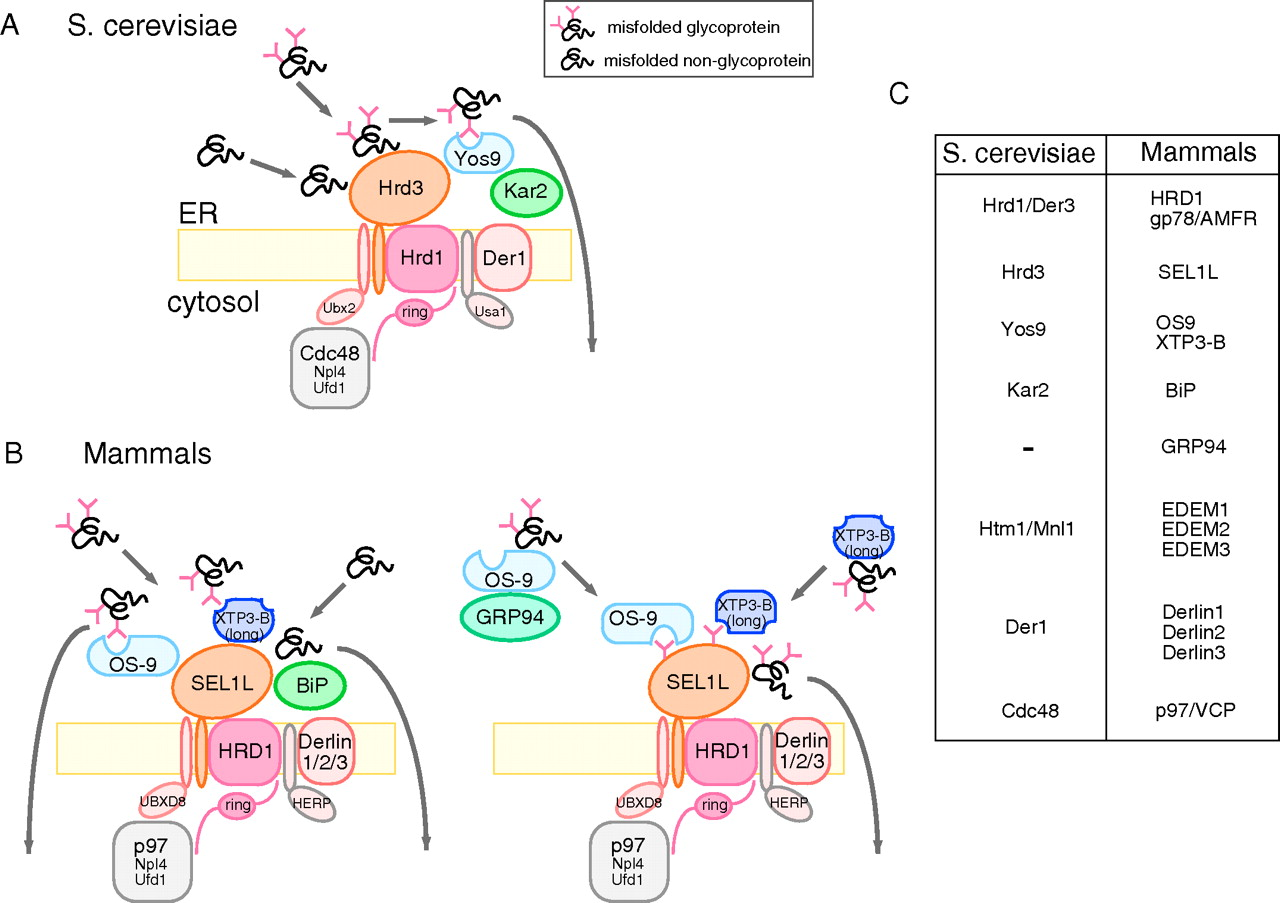 A S. cerevisiae
misfolded glycoprotein
misfolded non-glycoprotein
Yos9
Hrd3
Kar2
ER
Hrd1
Der1
cytosol
Ubx2
ring
Usa1
Cdc48
Npl4
Ufd1
B Mammals
XTP3-B
(long)
OS-9
SEL1L
BiP
HRD1
Derlin
1/2/3
UBXD8
ring
HERP
p97
Npl4
Ufd1
OS-9
GRP94
XTP3-B
(long)
OS-9
XTP3-B
(long)
SEL1L
HRD1
Derlin
1/2/3
UBXD8
ring
HERP
p97
Npl4
Ufd1
C
S. cerevisiae Mammals
Hrd1/Der3 HRD1
gp78/AMFR
Hrd3 SEL1L
Yos9 OS9
XTP3-B
Kar2 BiP
- GRP94
Htm1/Mnl1 EDEM1
EDEM2
EDEM3
Der1 Derlin1
Derlin2
Derlin3
Cdc48 p97/VCP